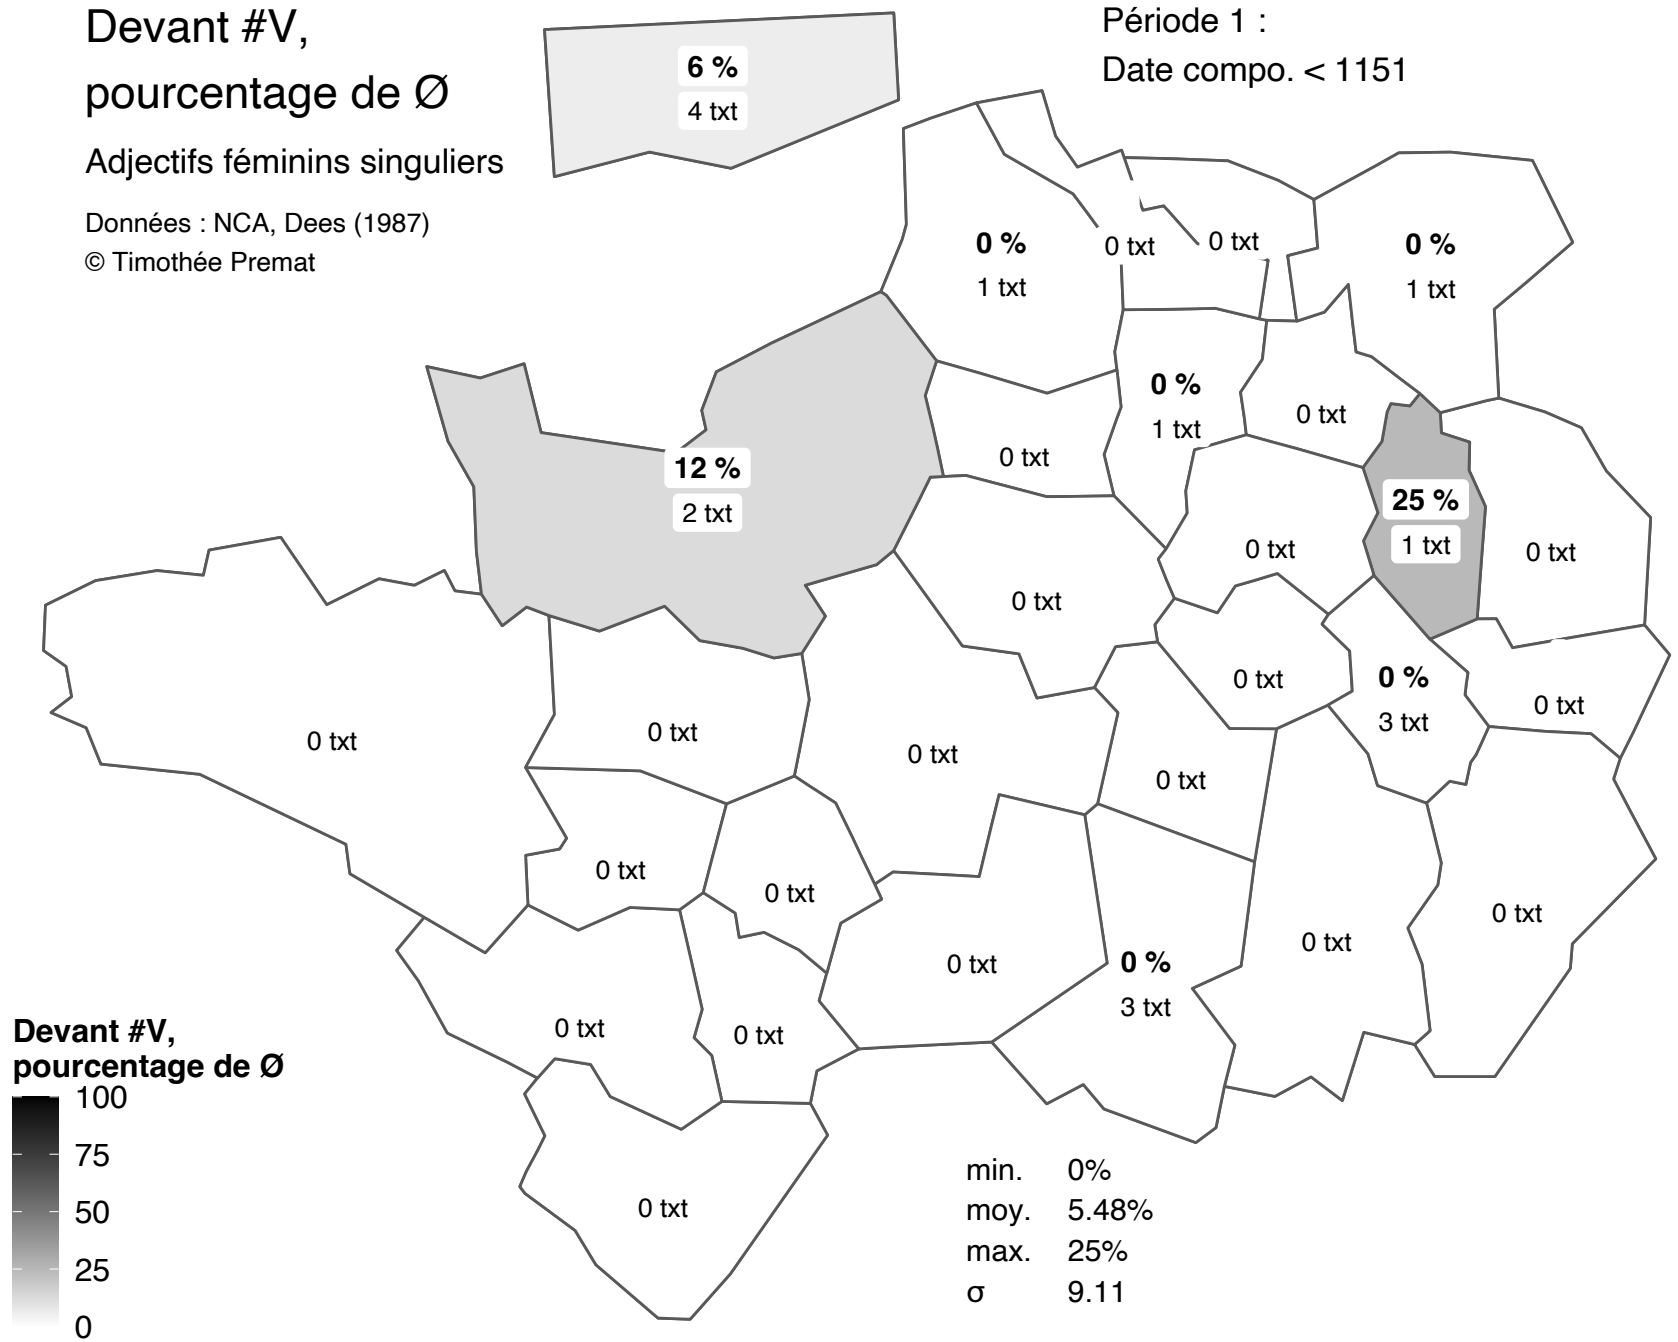 Devant #V,
pourcentage de Ø
Adjectifs féminins singuliers
Données : NCA, Dees (1987)
© Timothée Premat
Période 1 :
Date compo. < 1151
6 %
4 txt
0 %
1 txt
0 txt
0 txt
0 %
1 txt
0 %
1 txt
0 txt
0 txt
12 %
2 txt
25 %
1 txt
0 txt
0 txt
0 txt
0 txt
0 %
3 txt
0 txt
0 txt
0 txt
0 txt
0 txt
0 txt
0 txt
0 txt
0 txt
0 %
3 txt
0 txt
0 txt
0 txt
0 txt
0 txt
Devant #V,
pourcentage de Ø
100
75
50
25
0
min. 0%
moy. 5.48%
max. 25%
σ 9.11